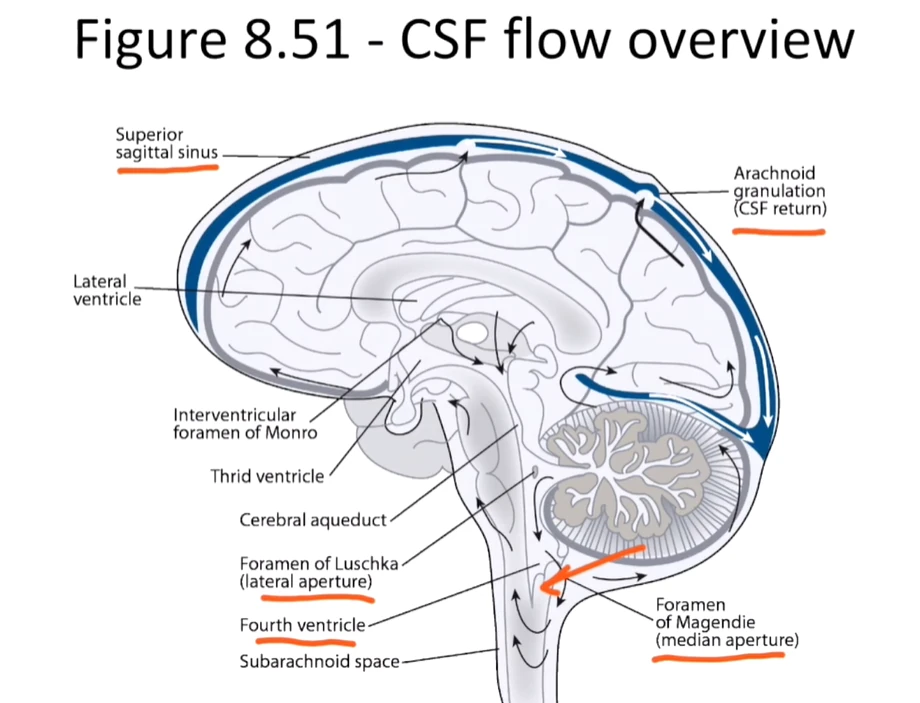 Figure 8.51 - CSF flow overview
Superior
sagittal sinus
Arachnoid
granulation
(CSF return)
Lateral
ventricle
Interventricular
foramen of Monro
Thrid ventricle
Cerebral aqueduct
Foramen of Luschka
(lateral aperture)
Fourth ventricle
Subarachnoid space
Foramen
of Magendie
(median aperture)